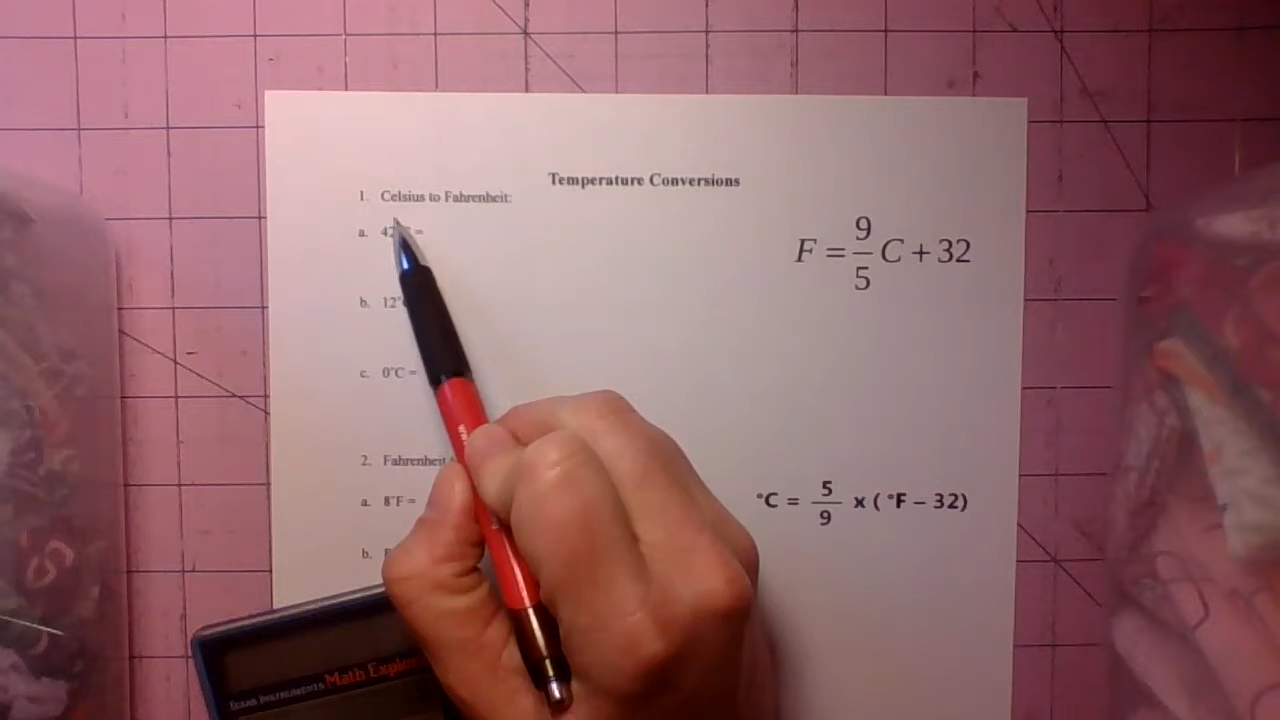 Temperature Conversions
1. Celsius to Fahrenheit:
a. 42° =
F = 9/5 C + 32
b. 12°
c. 0°C =
2. Fahrenheit
a. 8°F =
°C = 5/9 x (°F – 32)
b.
TEXAS INSTRUMENTS Math Explor